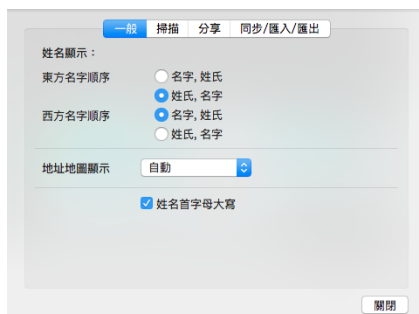 一般 掃描 分享 同步/匯入/匯出
姓名顯示：
東方名字順序 名字, 姓氏
姓氏, 名字
西方名字順序 名字, 姓氏
姓氏, 名字
地址地圖顯示 自動
姓名首字母大寫
關閉